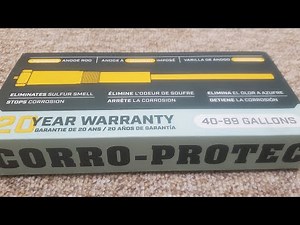 ANODE ROD
ANODE À
VARILLA DE ÁNODO
ELIMINATES SULFUR SMELL
ÉLIMINE L'ODEUR DE SOUFRE
ELIMINA EL OLOR A AZUFRE
STOPS CORROSION
ARRÊTE LA CORROSION
DETIENE LA CORROSIÓN
20 YEAR WARRANTY
GARANTIE DE 20 ANS / 20 AÑOS DE GARANTÍA
40-89 GALLONS
CORRO-PROTEC